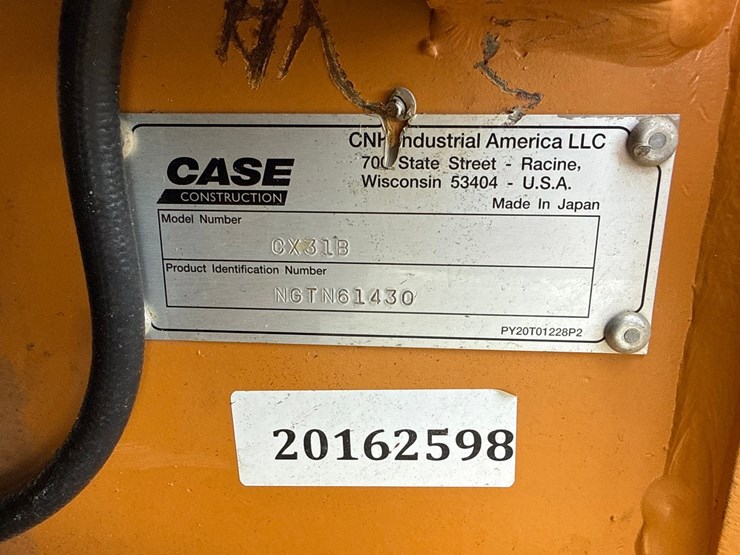 CASE
CONSTRUCTION
CNH Industrial America LLC
700 State Street - Racine,
Wisconsin 53404 - U.S.A.
Made In Japan
Model Number
CX31B
Product Identification Number
NGTN61430
PY20T01228P2
20162598